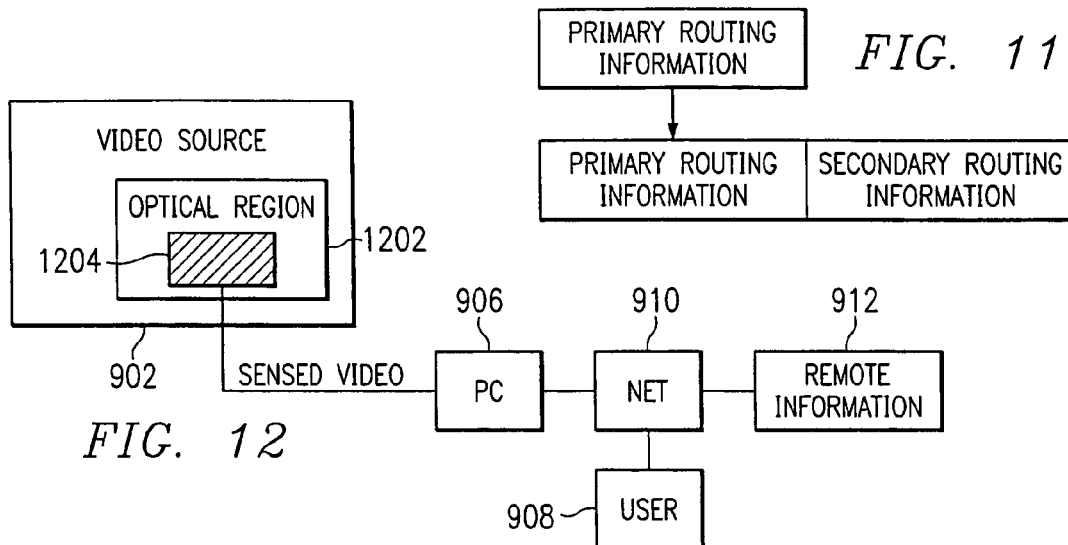 PRIMARY ROUTING
INFORMATION
FIG. 11
PRIMARY ROUTING
INFORMATION
SECONDARY ROUTING
INFORMATION
VIDEO SOURCE
OPTICAL REGION
1204
1202
902
SENSED VIDEO
906
PC
910
NET
912
REMOTE
INFORMATION
908
USER
FIG. 12